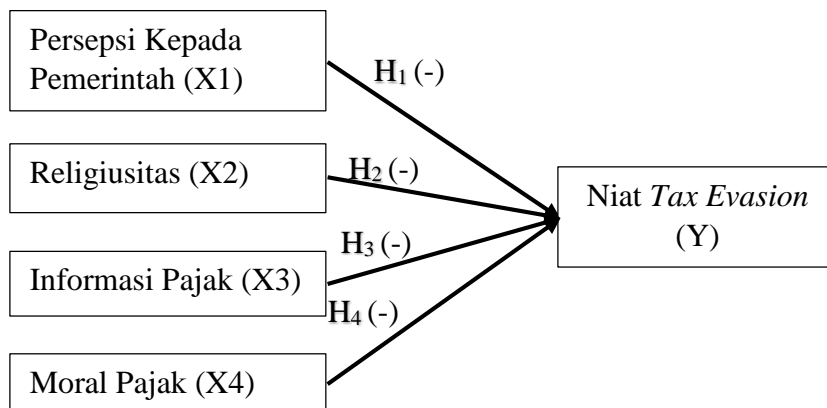 Persepsi Kepada
Pemerintah (X1)
H1 (-)
Religiusitas (X2)
H2 (-)
Niat Tax Evasion
(Y)
Informasi Pajak (X3)
H3 (-)
H4 (-)
Moral Pajak (X4)